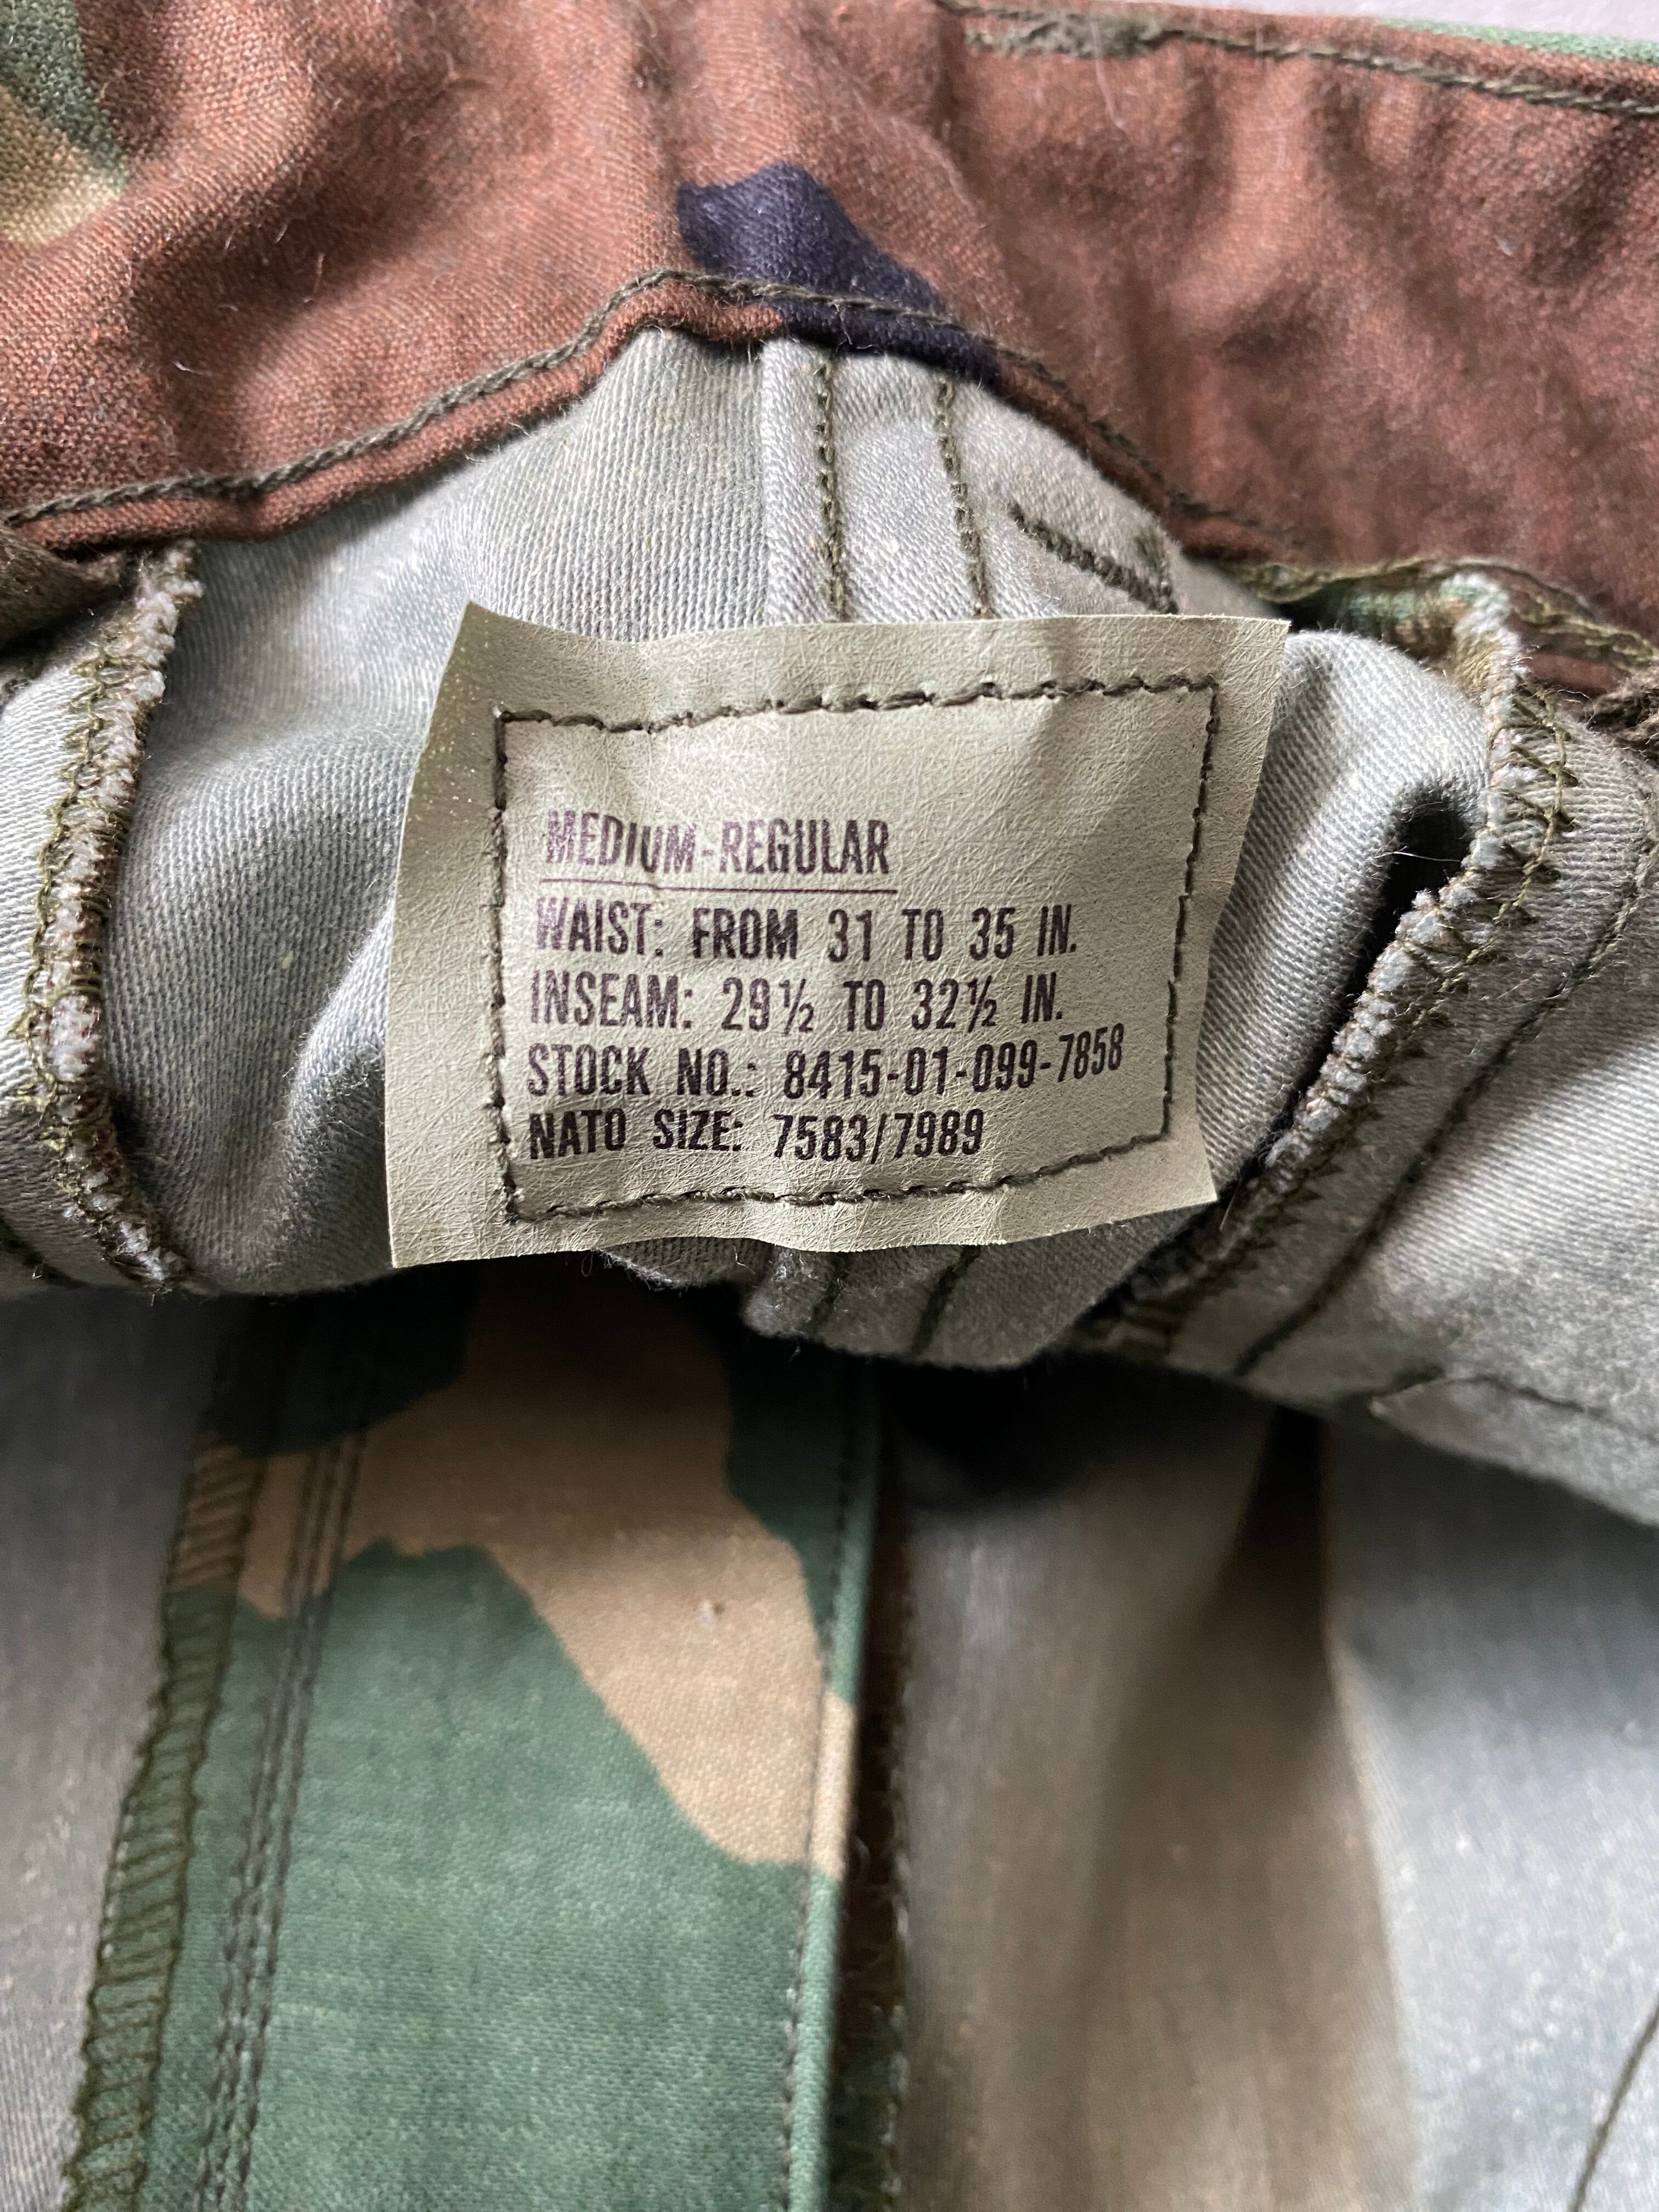 MEDIUM-REGULAR
WAIST: FROM 31 TO 35 IN.
INSEAM: 29½ TO 32½ IN.
STOCK NO.: 8415-01-099-7858
NATO SIZE: 7583/7989